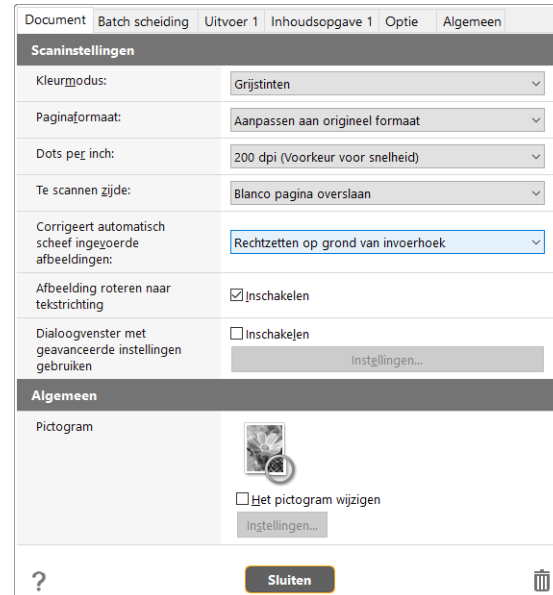 Document Batch scheiding Uitvoer 1 Inhoudsopgave 1 Optie Algemeen
Scaninstellingen
Kleurmodus: Grijstinten
Paginaformaat: Aanpassen aan origineel formaat
Dots per inch: 200 dpi (Voorkeur voor snelheid)
Te scannen zijde: Blanco pagina overslaan
Corrigeert automatisch
scheef ingevoerde
afbeeldingen:
Rechtzetten op grond van invoerhoek
Afbeelding roteren naar
tekstrichting
Inschakelen
Dialoogvenster met
geavanceerde instellingen
gebruiken
Inschakelen
Instellingen...
Algemeen
Pictogram
Het pictogram wijzigen
Instellingen...
? Sluiten